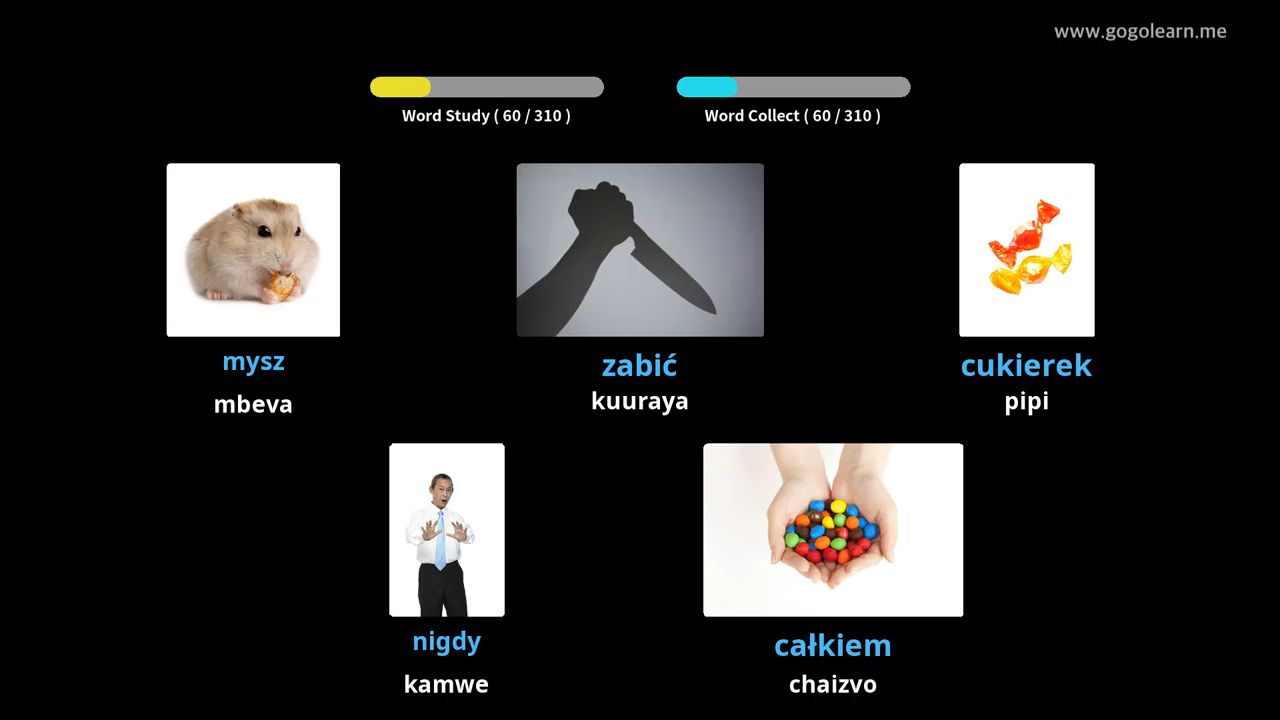 www.gogolearn.me
Word Study ( 60 / 310 )
Word Collect ( 60 / 310 )
mysz
mbeva
zabić
kuuraya
cukierek
pipi
nigdy
kamwe
całkiem
chaizvo